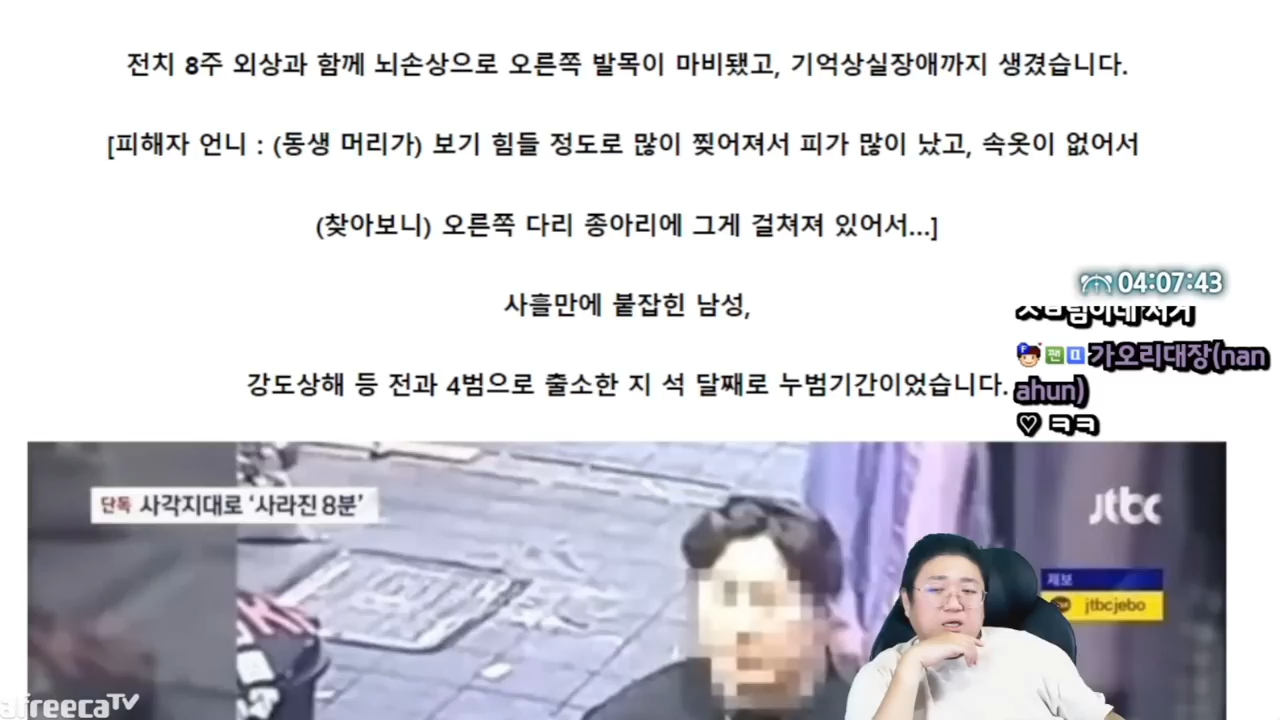 전치 8주 외상과 함께 뇌손상으로 오른쪽 발목이 마비됐고, 기억상실장애까지 생겼습니다.
[피해자 언니 : (동생 머리가) 보기 힘들 정도로 많이 찢어져서 피가 많이 났고, 속옷이 없어서
(찾아보니) 오른쪽 다리 종아리에 그게 걸쳐져 있어서...]
04:07:43
사흘만에 붙잡힌 남성,
가오리대장(nan
ahun)
강도상해 등 전과 4범으로 출소한 지 석 달째로 누범기간이었습니다.
♡ ㅋㅋ
단독 사각지대로 '사라진 8분'
jtbc
제보
jtbcjebo
afreecaTV